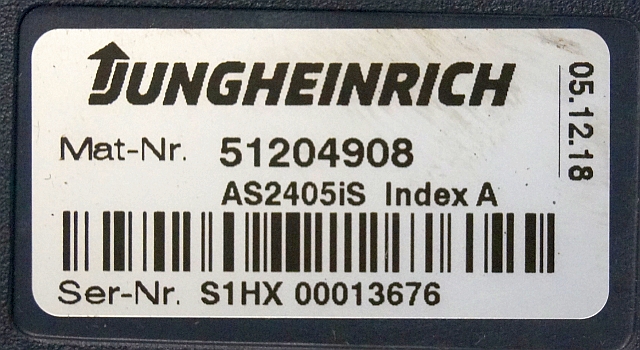 JUNGHEINRICH
05.12.18
Mat-Nr. 51204908
AS2405iS Index A
Ser-Nr. S1HX 00013676